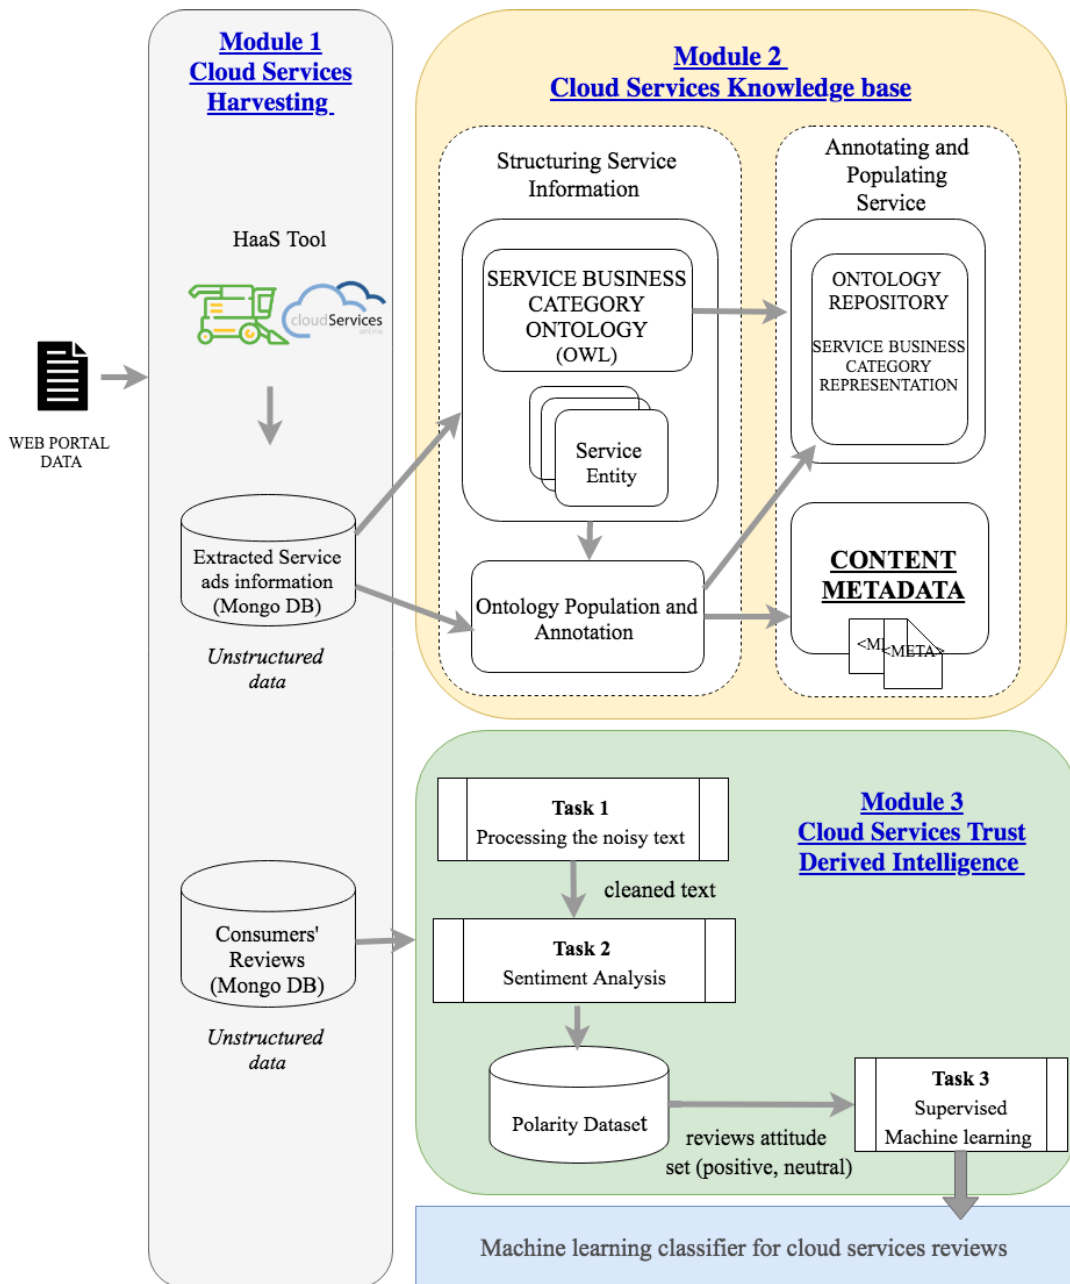 Module 1
Cloud Services
Harvesting
HaaS Tool
cloudServices
online
WEB PORTAL
DATA
Extracted Service
ads information
(Mongo DB)
Unstructured
data
Consumers'
Reviews
(Mongo DB)
Unstructured
data
Module 2
Cloud Services Knowledge base
Structuring Service
Information
SERVICE BUSINESS
CATEGORY
ONTOLOGY
(OWL)
Service
Entity
Ontology Population and
Annotation
Annotating and
Populating
Service
ONTOLOGY
REPOSITORY
SERVICE BUSINESS
CATEGORY
REPRESENTATION
CONTENT
METADATA
<META>
Module 3
Cloud Services Trust
Derived Intelligence
Task 1
Processing the noisy text
cleaned text
Task 2
Sentiment Analysis
Polarity Dataset
reviews attitude
set (positive, neutral)
Task 3
Supervised
Machine learning
Machine learning classifier for cloud services reviews